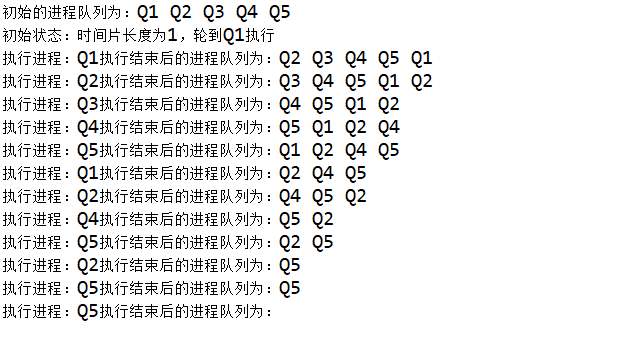 初始的进程队列为：Q1 Q2 Q3 Q4 Q5
初始状态：时间片长度为1，轮到Q1执行
执行进程：Q1执行结束后的进程队列为：Q2 Q3 Q4 Q5 Q1
执行进程：Q2执行结束后的进程队列为：Q3 Q4 Q5 Q1 Q2
执行进程：Q3执行结束后的进程队列为：Q4 Q5 Q1 Q2
执行进程：Q4执行结束后的进程队列为：Q5 Q1 Q2 Q4
执行进程：Q5执行结束后的进程队列为：Q1 Q2 Q4 Q5
执行进程：Q1执行结束后的进程队列为：Q2 Q4 Q5
执行进程：Q2执行结束后的进程队列为：Q4 Q5 Q2
执行进程：Q4执行结束后的进程队列为：Q5 Q2
执行进程：Q5执行结束后的进程队列为：Q2 Q5
执行进程：Q2执行结束后的进程队列为：Q5
执行进程：Q5执行结束后的进程队列为：Q5
执行进程：Q5执行结束后的进程队列为：